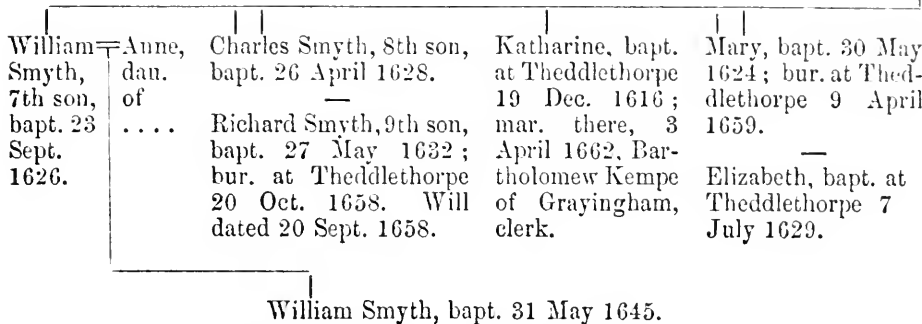 William=Anne,
Smyth, dau.
7th son, of
bapt. 23 ....
Sept.
1626.
Charles Smyth, 8th son,
bapt. 26 April 1628.
—
Richard Smyth, 9th son,
bapt. 27 May 1632;
bur. at Theddlethorpe
20 Oct. 1658. Will
dated 20 Sept. 1658.
Katharine, bapt.
at Theddlethorpe
19 Dec. 1616;
mar. there, 3
April 1662, Bar-
tholomew Kempe
of Grayingham,
clerk.
Mary, bapt. 30 May
1624; bur. at Thed-
dlethorpe 9 April
1659.
—
Elizabeth, bapt. at
Theddlethorpe 7
July 1629.
William Smyth, bapt. 31 May 1645.